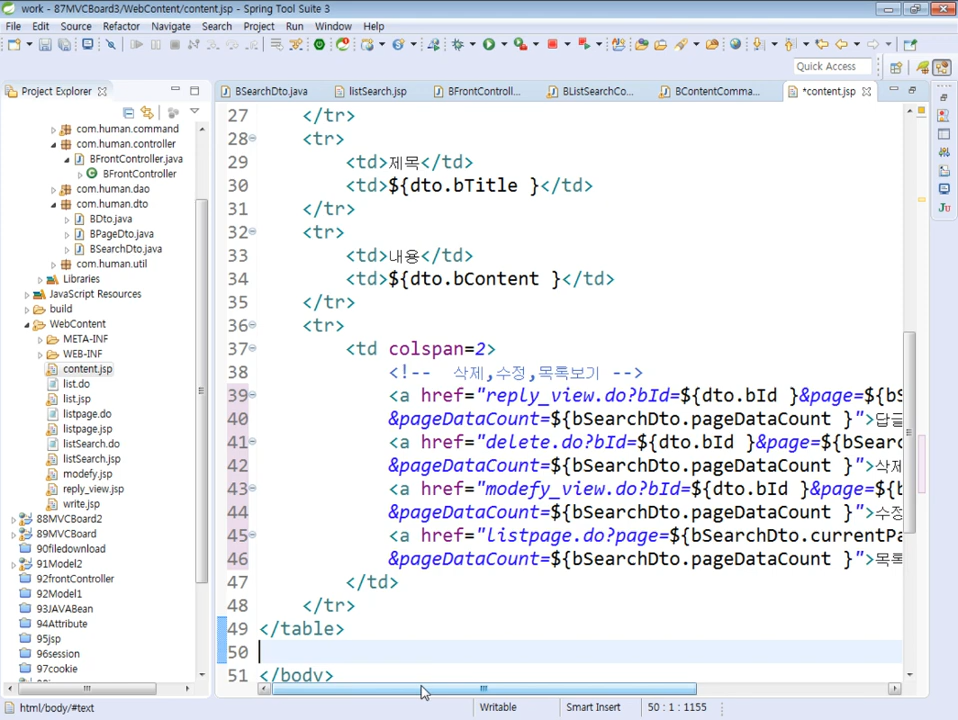 work - 87MVCBoard3/WebContent/content.jsp - Spring Tool Suite 3
File Edit Source Refactor Navigate Search Project Run Window Help
Quick Access
Project Explorer
BSearchDto.java listSearch.jsp BFrontControll... BListSearchCo... BContentComma... *content.jsp
com.human.command
com.human.controller
BFrontController.java
BFrontController
com.human.dao
com.human.dto
BDto.java
BPageDto.java
BSearchDto.java
com.human.util
Libraries
JavaScript Resources
build
WebContent
META-INF
WEB-INF
content.jsp
list.do
list.jsp
listpage.do
listpage.jsp
listSearch.do
listSearch.jsp
modefy.jsp
reply_view.jsp
write.jsp
88MVCBoard2
89MVCBoard
90filedownload
91Model2
92frontController
92Model1
93JAVABean
94Attribute
95jsp
96session
97cookie
27 </tr>
28 <tr>
29 <td>제목</td>
30 <td>${dto.bTitle }</td>
31 </tr>
32 <tr>
33 <td>내용</td>
34 <td>${dto.bContent }</td>
35 </tr>
36 <tr>
37 <td colspan=2>
38 <!-- 삭제,수정,목록보기 -->
39 <a href="reply_view.do?bId=${dto.bId }&page=${bS
40 &pageDataCount=${bSearchDto.pageDataCount }">답글
41 <a href="delete.do?bId=${dto.bId }&page=${bSearc
42 &pageDataCount=${bSearchDto.pageDataCount }">삭제
43 <a href="modefy_view.do?bId=${dto.bId }&page=${b
44 &pageDataCount=${bSearchDto.pageDataCount }">수정
45 <a href="listpage.do?page=${bSearchDto.currentPa
46 &pageDataCount=${bSearchDto.pageDataCount }">목록
47 </td>
48 </tr>
49 </table>
50
51 </body>
html/body/#text Writable Smart Insert 50 : 1 : 1155